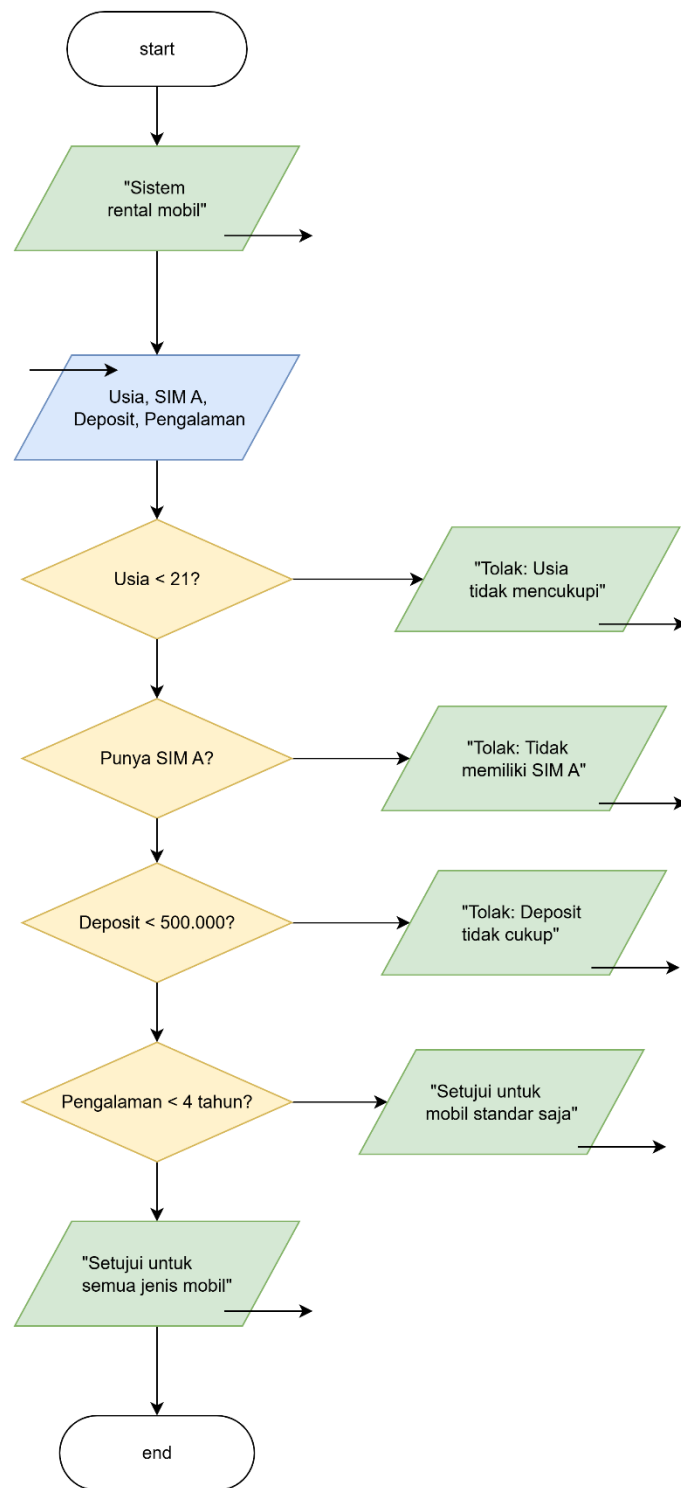 start
"Sistem
rental mobil"
Usia, SIM A,
Deposit, Pengalaman
Usia < 21?
"Tolak: Usia
tidak mencukupi"
Punya SIM A?
"Tolak: Tidak
memiliki SIM A"
Deposit < 500.000?
"Tolak: Deposit
tidak cukup"
Pengalaman < 4 tahun?
"Setujui untuk
mobil standar saja"
"Setujui untuk
semua jenis mobil"
end